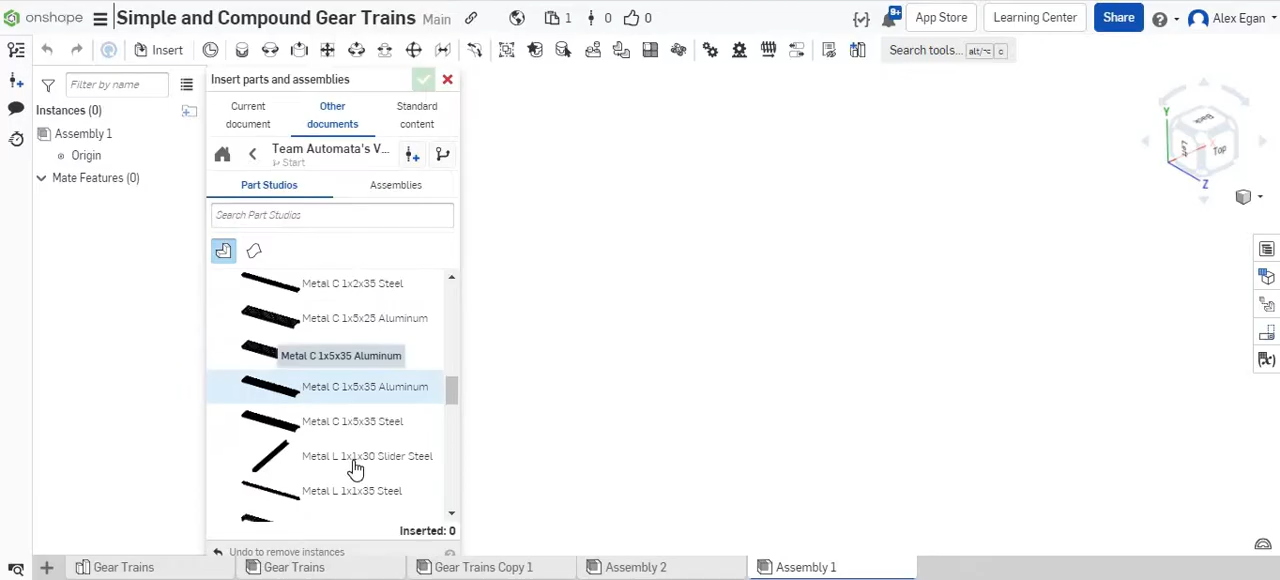 onshape Simple and Compound Gear Trains Main 1 0 0 9+ App Store Learning Center Share Alex Egan
Insert Search tools... alt/⌥ c
Filter by name
Instances (0)
Assembly 1
Origin
Mate Features (0)
Insert parts and assemblies
Current document
Other documents
Standard content
Team Automata's V...
Start
Part Studios Assemblies
Search Part Studios
Metal C 1x2x35 Steel
Metal C 1x5x25 Aluminum
Metal C 1x5x35 Aluminum
Metal C 1x5x35 Aluminum
Metal C 1x5x35 Steel
Metal L 1x1x30 Slider Steel
Metal L 1x1x35 Steel
Inserted: 0
Undo to remove instances
Y
Back
Left
Top
X
Z
(x)
Gear Trains Gear Trains Gear Trains Copy 1 Assembly 2 Assembly 1